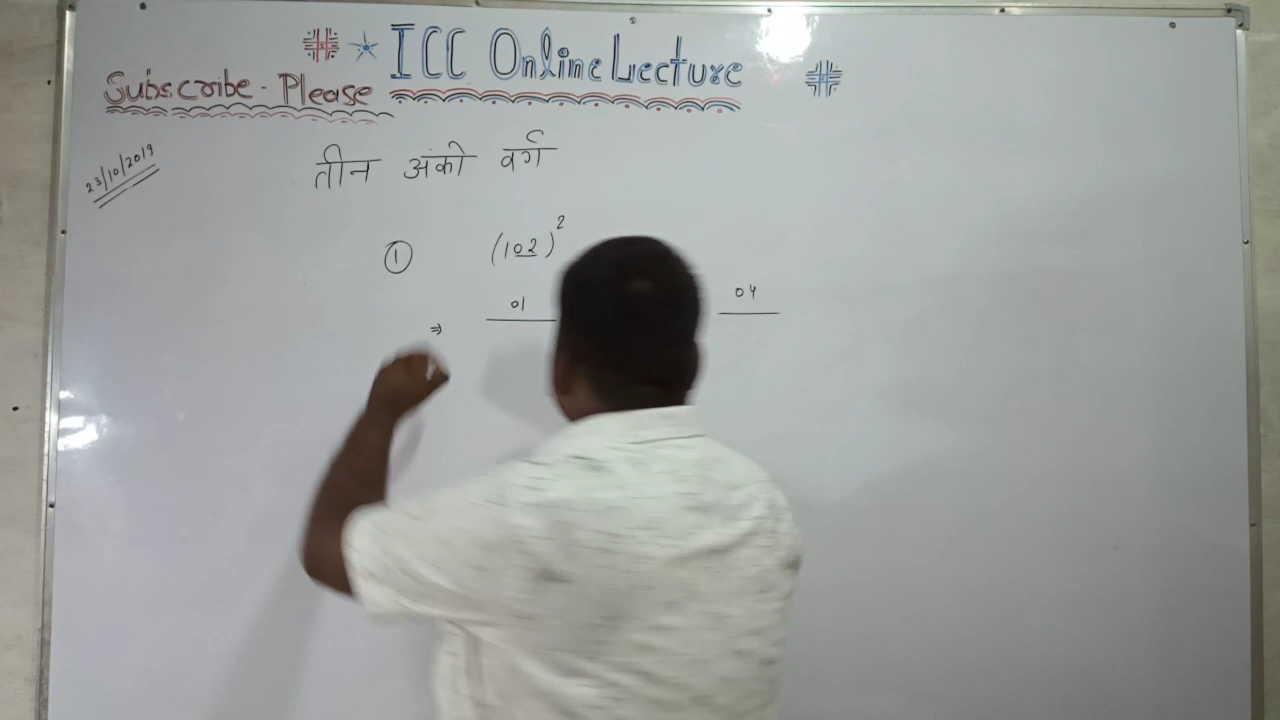 ICC Online Lecture
Subscribe. Please
23/10/2019
तीन अंकी वर्ग
① (102)²
⇒ 01 04